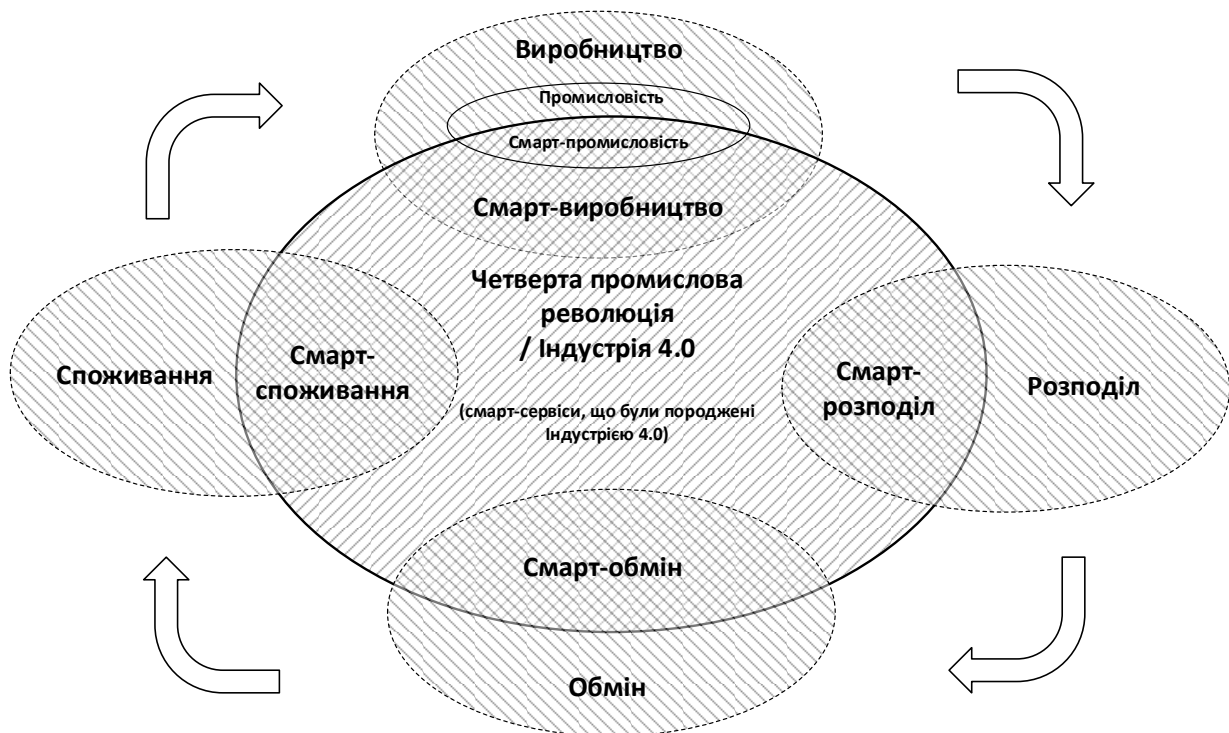 Виробництво
Промисловість
Смарт-промисловість
Смарт-виробництво
Четверта промислова
революція
/ Індустрія 4.0
(смарт-сервіси, що були породжені
Індустрією 4.0)
Споживання
Смарт-
споживання
Смарт-
розподіл
Розподіл
Смарт-обмін
Обмін